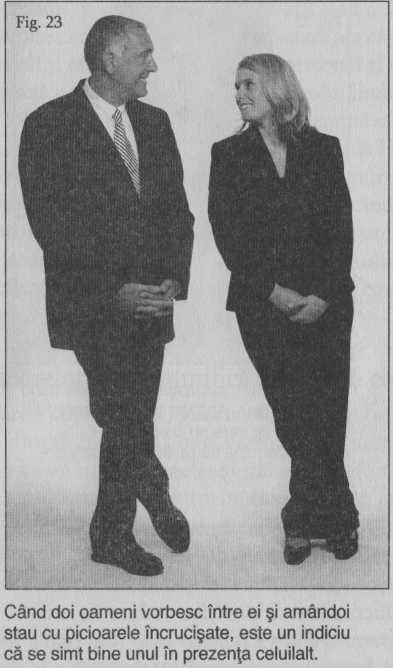 Fig. 23
Când doi oameni vorbesc între ei şi amândoi
stau cu picioarele încrucişate, este un indiciu
că se simt bine unul în prezenţa celuilalt.